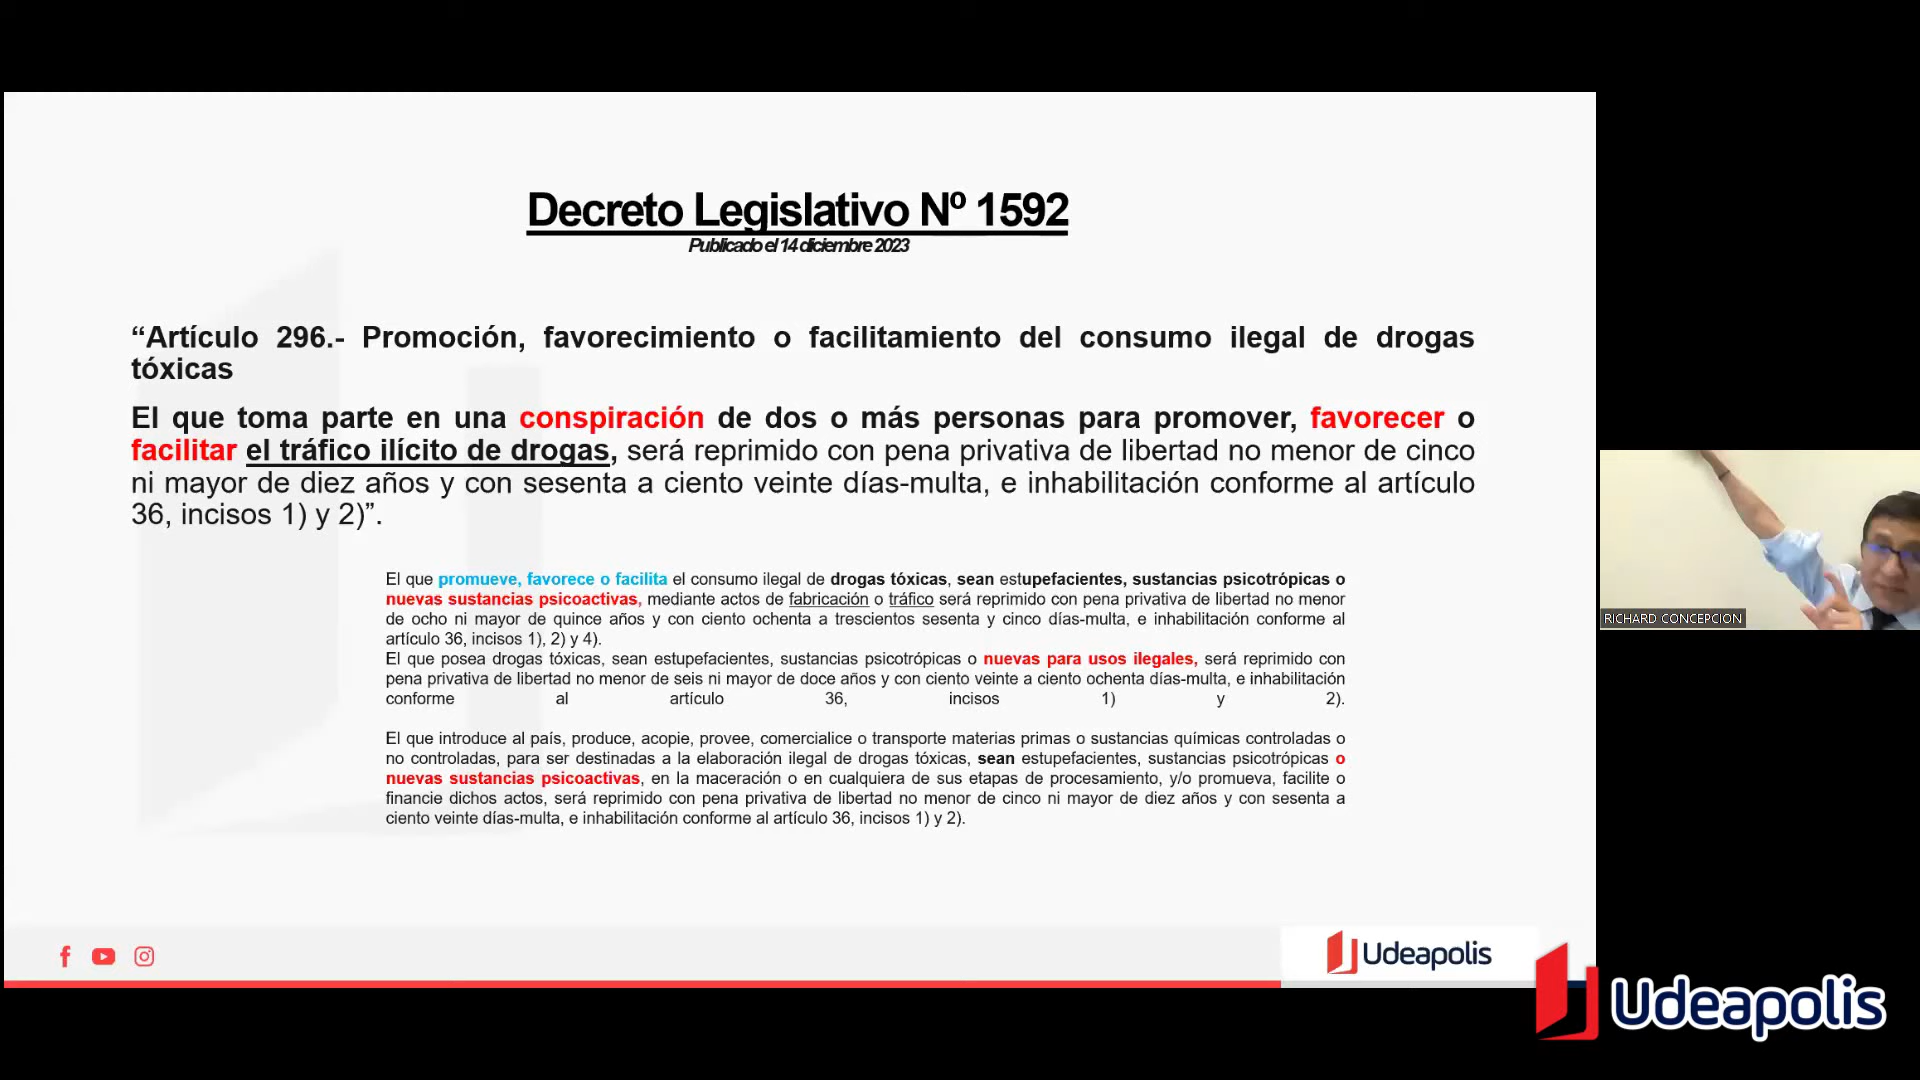 Decreto Legislativo Nº 1592
Publicado el 14 diciembre 2023
“Artículo 296.- Promoción, favorecimiento o facilitamiento del consumo ilegal de drogas
tóxicas
El que toma parte en una conspiración de dos o más personas para promover, favorecer o
facilitar el tráfico ilícito de drogas, será reprimido con pena privativa de libertad no menor de cinco
ni mayor de diez años y con sesenta a ciento veinte días-multa, e inhabilitación conforme al artículo
36, incisos 1) y 2)”.
El que promueve, favorece o facilita el consumo ilegal de drogas tóxicas, sean estupefacientes, sustancias psicotrópicas o
nuevas sustancias psicoactivas, mediante actos de fabricación o tráfico será reprimido con pena privativa de libertad no menor
de ocho ni mayor de quince años y con ciento ochenta a trescientos sesenta y cinco días-multa, e inhabilitación conforme al
artículo 36, incisos 1), 2) y 4).
El que posea drogas tóxicas, sean estupefacientes, sustancias psicotrópicas o nuevas para usos ilegales, será reprimido con
pena privativa de libertad no menor de seis ni mayor de doce años y con ciento veinte a ciento ochenta días-multa, e inhabilitación
conforme al artículo 36, incisos 1) y 2).
El que introduce al país, produce, acopie, provee, comercialice o transporte materias primas o sustancias químicas controladas o
no controladas, para ser destinadas a la elaboración ilegal de drogas tóxicas, sean estupefacientes, sustancias psicotrópicas o
nuevas sustancias psicoactivas, en la maceración o en cualquiera de sus etapas de procesamiento, y/o promueva, facilite o
financie dichos actos, será reprimido con pena privativa de libertad no menor de cinco ni mayor de diez años y con sesenta a
ciento veinte días-multa, e inhabilitación conforme al artículo 36, incisos 1) y 2).
RICHARD CONCEPCION
Udeapolis
Udeapolis